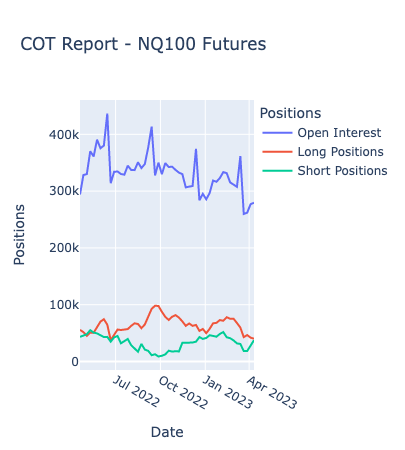 COT Report - NQ100 Futures
Positions
Open Interest
Long Positions
Short Positions
400k
300k
200k
100k
0
Positions
Jul 2022
Oct 2022
Jan 2023
Apr 2023
Date